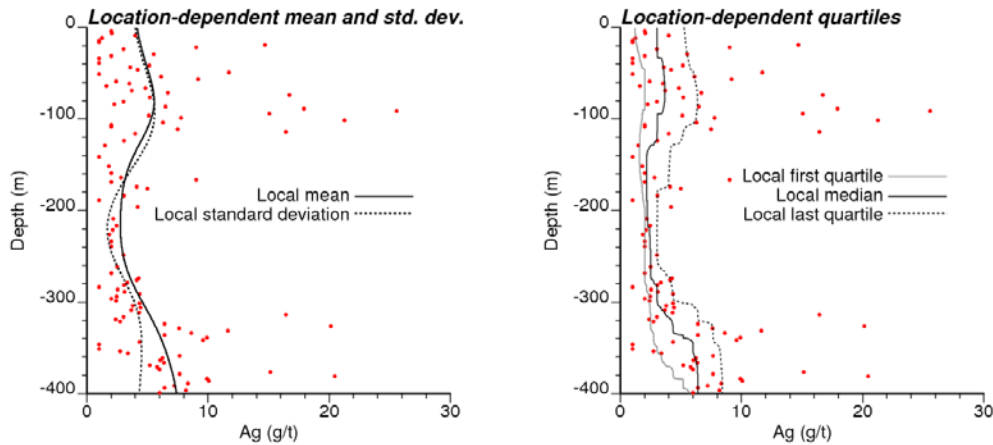 Location-dependent mean and std. dev.
0
-100
-200
-300
-400
Depth (m)
Local mean
Local standard deviation
0 10 20 30
Ag (g/t)
Location-dependent quartiles
0
-100
-200
-300
-400
Depth (m)
Local first quartile
Local median
Local last quartile
0 10 20 30
Ag (g/t)